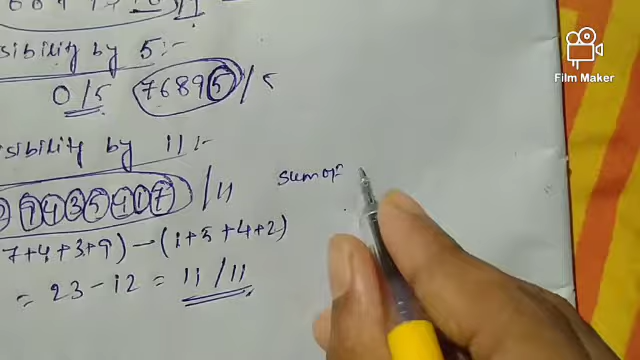 sibility by 5:-
0/5 76895/5
sibility by 11:-
/11 sum of
7+4+3+9) - (1+5+4+2)
= 23-12 = 11/11
Film Maker